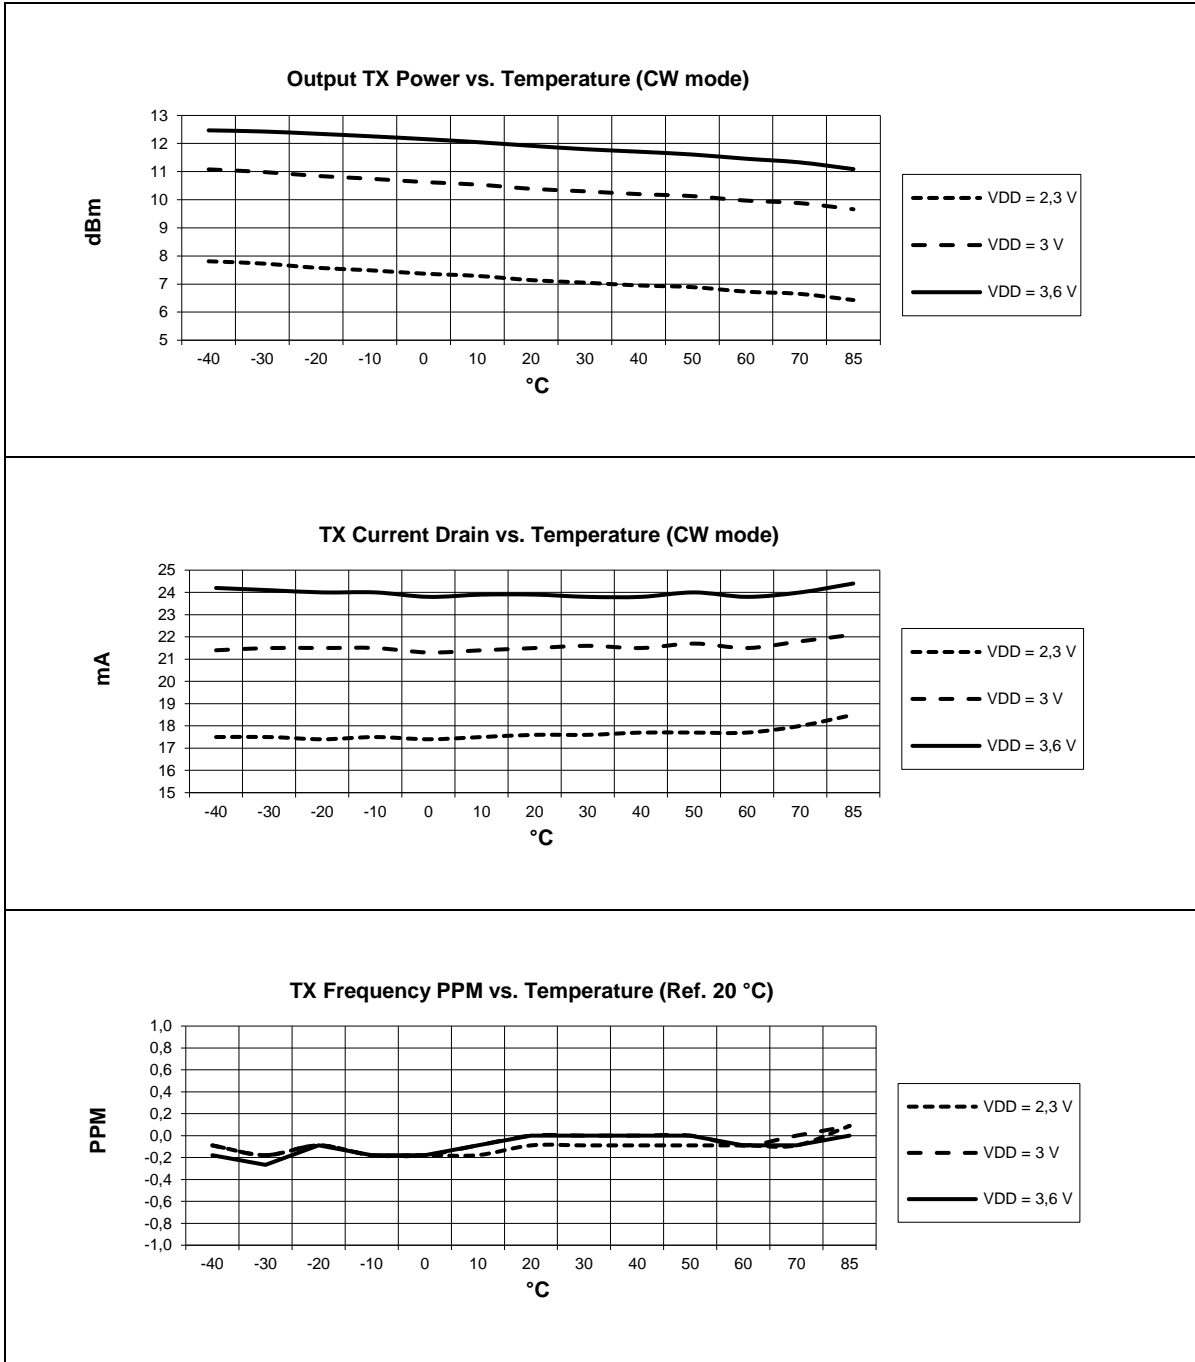 Output TX Power vs. Temperature (CW mode)
13
12
11
10
9
8
7
6
5
dBm
-40 -30 -20 -10 0 10 20 30 40 50 60 70 85
°C
VDD = 2,3 V
VDD = 3 V
VDD = 3,6 V
TX Current Drain vs. Temperature (CW mode)
25
24
23
22
21
20
19
18
17
16
15
mA
-40 -30 -20 -10 0 10 20 30 40 50 60 70 85
°C
VDD = 2,3 V
VDD = 3 V
VDD = 3,6 V
TX Frequency PPM vs. Temperature (Ref. 20 °C)
1,0
0,8
0,6
0,4
0,2
0,0
-0,2
-0,4
-0,6
-0,8
-1,0
PPM
-40 -30 -20 -10 0 10 20 30 40 50 60 70 85
°C
VDD = 2,3 V
VDD = 3 V
VDD = 3,6 V